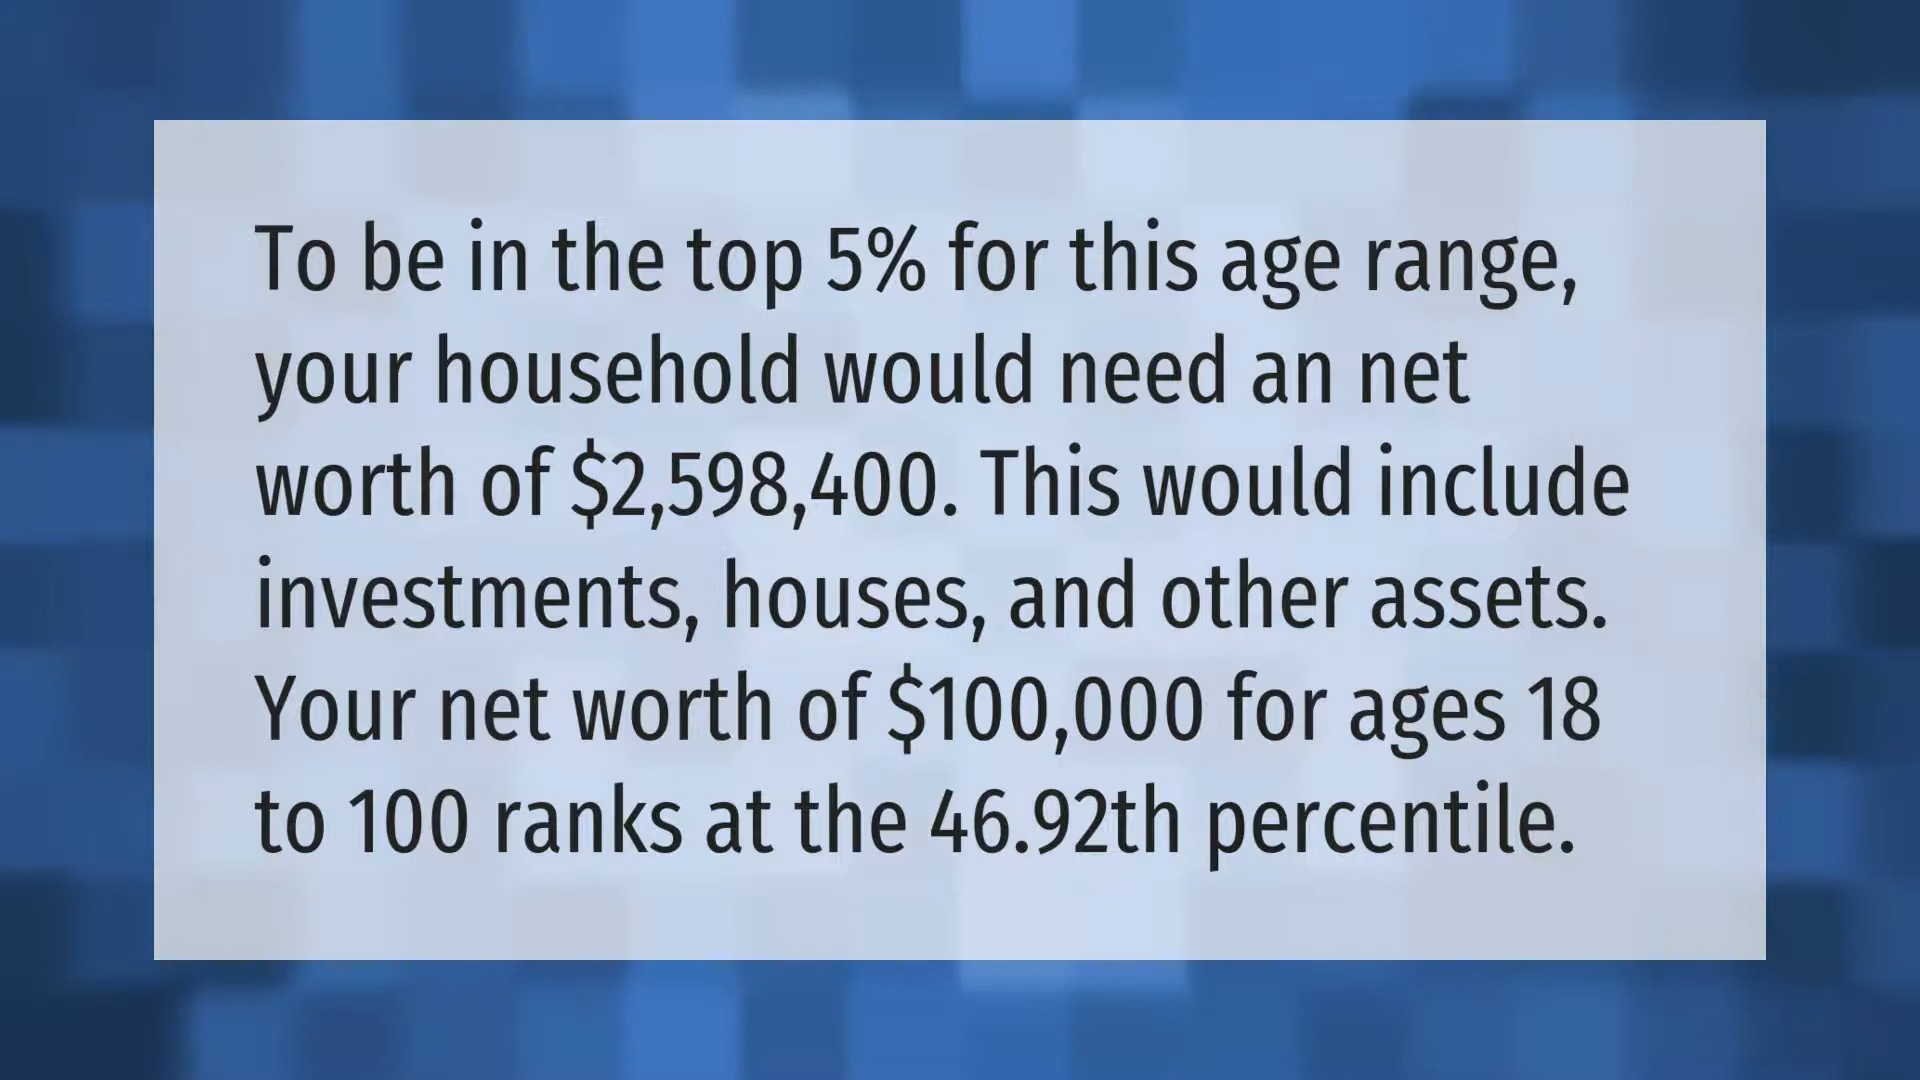 To be in the top 5% for this age range,
your household would need an net
worth of $2,598,400. This would include
investments, houses, and other assets.
Your net worth of $100,000 for ages 18
to 100 ranks at the 46.92th percentile.